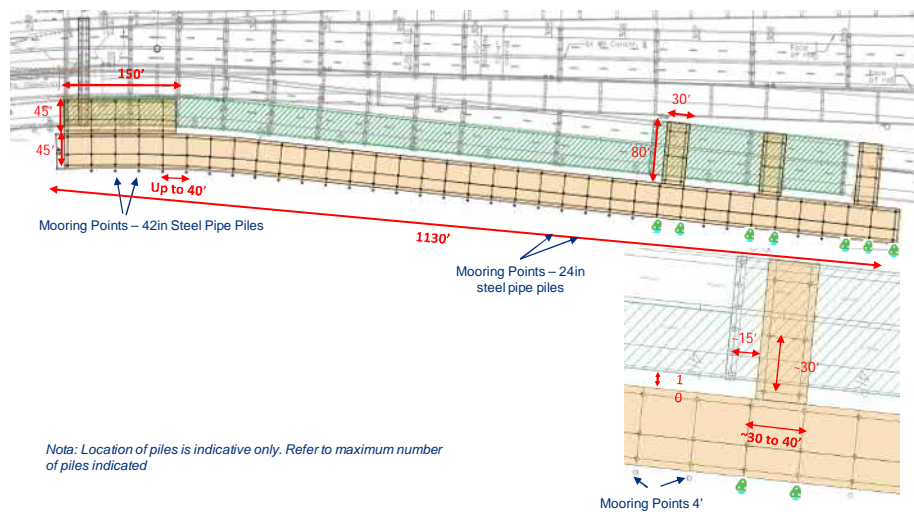 150’
45’
45’
30’
80’
Up to 40’
Mooring Points – 42in Steel Pipe Piles
1130’
Mooring Points – 24in
steel pipe piles
~15’
~30’
1
0
~30 to 40’
Nota: Location of piles is indicative only. Refer to maximum number
of piles indicated
Mooring Points 4’